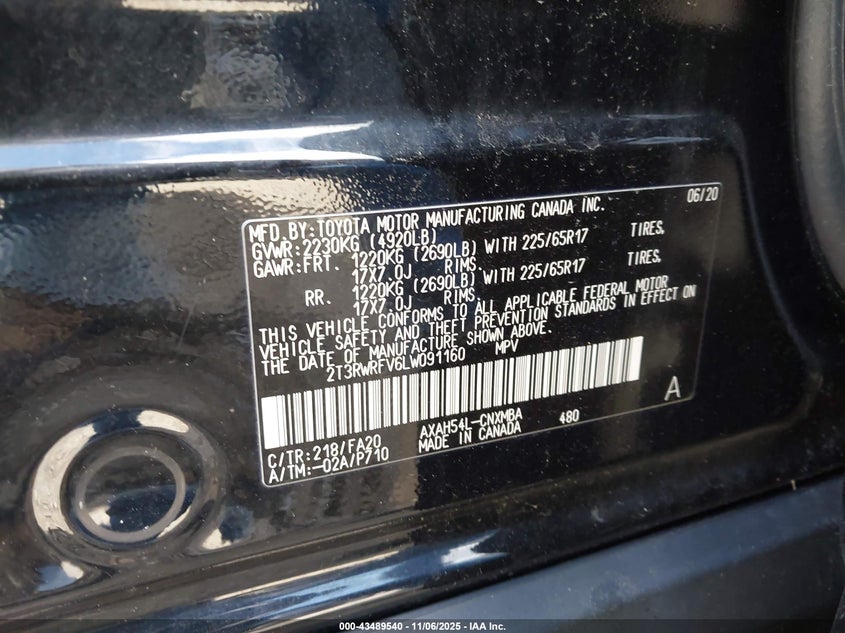 MFD.BY:TOYOTA MOTOR MANUFACTURING CANADA INC. 06/20
GVWR:2230KG (4920LB)
GAWR:FRT. 1220KG (2690LB) WITH 225/65R17 TIRES,
17X7.0J RIMS.
RR. 1220KG (2690LB) WITH 225/65R17 TIRES,
17X7.0J RIMS.
THIS VEHICLE CONFORMS TO ALL APPLICABLE FEDERAL MOTOR
VEHICLE SAFETY AND THEFT PREVENTION STANDARDS IN EFFECT ON
THE DATE OF MANUFACTURE SHOWN ABOVE.
2T3RWRFV6LW091160 MPV
A
C/TR:218/FA20 AXAH54L-CNXMBA 480
A/TM:-02A/P710 MADE IN CANADA
000-43489540 - 11/06/2025 - IAA Inc.